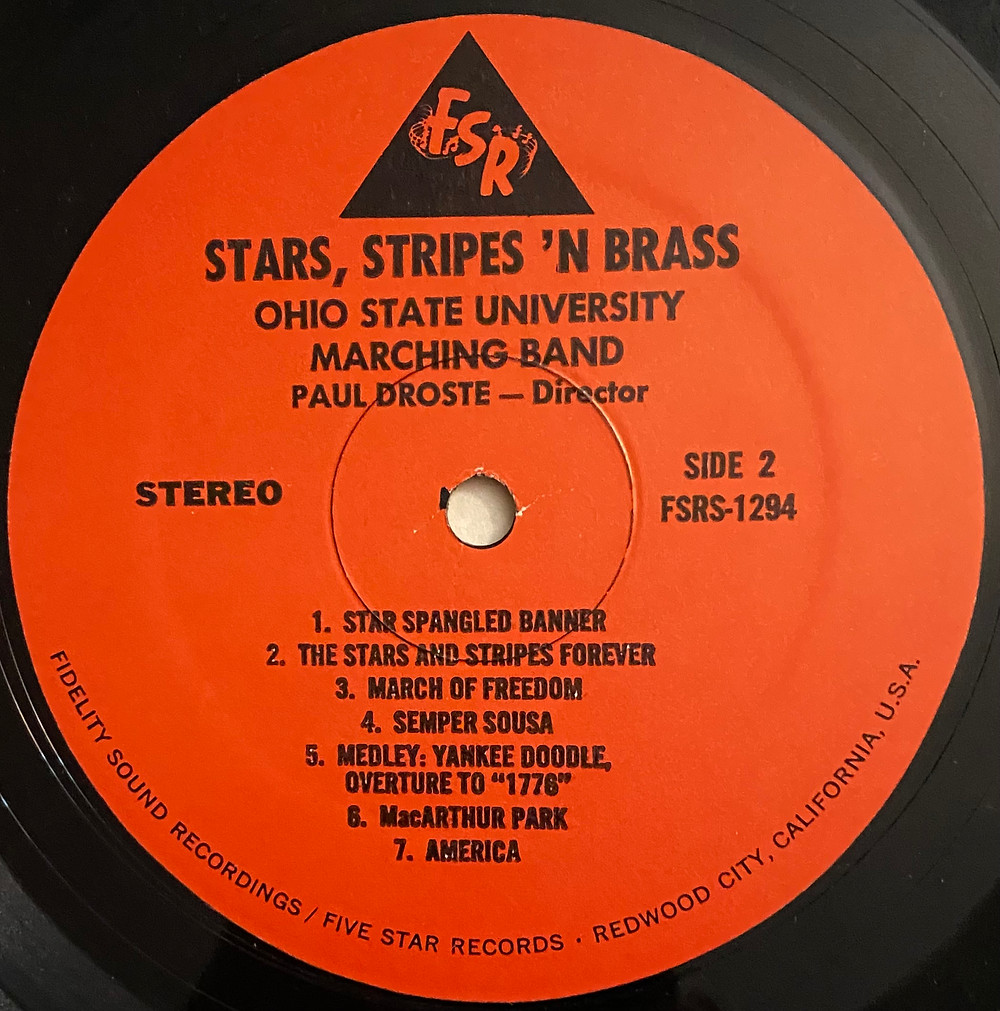 FSR
STARS, STRIPES ’N BRASS
OHIO STATE UNIVERSITY
MARCHING BAND
PAUL DROSTE — Director
STEREO
SIDE 2
FSRS-1294
1. STAR SPANGLED BANNER
2. THE STARS AND STRIPES FOREVER
3. MARCH OF FREEDOM
4. SEMPER SOUSA
5. MEDLEY: YANKEE DOODLE,
OVERTURE TO “1776”
6. MacARTHUR PARK
7. AMERICA
FIDELITY SOUND RECORDINGS / FIVE STAR RECORDS · REDWOOD CITY, CALIFORNIA, U.S.A.